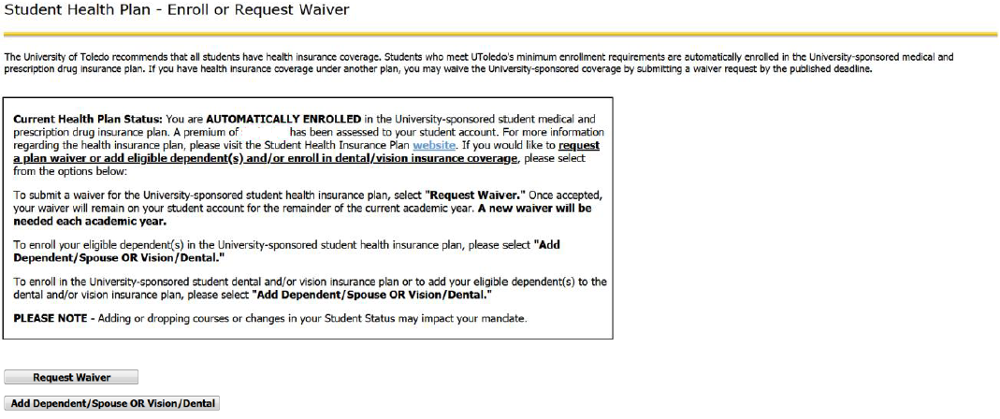 Student Health Plan - Enroll or Request Waiver
The University of Toledo recommends that all students have health insurance coverage. Students who meet UToledo's minimum enrollment requirements are automatically enrolled in the University-sponsored medical and
prescription drug insurance plan. If you have health insurance coverage under another plan, you may waive the University-sponsored coverage by submitting a waiver request by the published deadline.
Current Health Plan Status: You are AUTOMATICALLY ENROLLED in the University-sponsored student medical and
prescription drug insurance plan. A premium of has been assessed to your student account. For more information
regarding the health insurance plan, please visit the Student Health Insurance Plan website. If you would like to request
a plan waiver or add eligible dependent(s) and/or enroll in dental/vision insurance coverage, please select
from the options below:
To submit a waiver for the University-sponsored student health insurance plan, select "Request Waiver." Once accepted,
your waiver will remain on your student account for the remainder of the current academic year. A new waiver will be
needed each academic year.
To enroll your eligible dependent(s) in the University-sponsored student health insurance plan, please select "Add
Dependent/Spouse OR Vision/Dental."
To enroll in the University-sponsored student dental and/or vision insurance plan or to add your eligible dependent(s) to the
dental and/or vision insurance plan, please select "Add Dependent/Spouse OR Vision/Dental."
PLEASE NOTE - Adding or dropping courses or changes in your Student Status may impact your mandate.
Request Waiver
Add Dependent/Spouse OR Vision/Dental